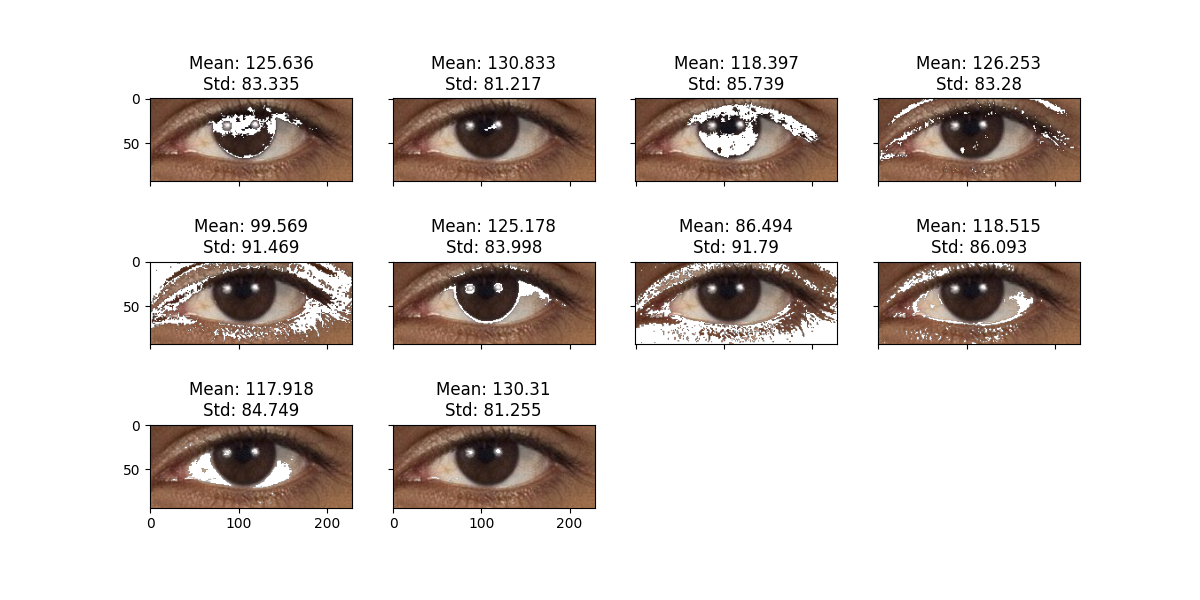 Mean: 125.636
Std: 83.335
Mean: 130.833
Std: 81.217
Mean: 118.397
Std: 85.739
Mean: 126.253
Std: 83.28
0
50
Mean: 99.569
Std: 91.469
Mean: 125.178
Std: 83.998
Mean: 86.494
Std: 91.79
Mean: 118.515
Std: 86.093
0
50
Mean: 117.918
Std: 84.749
Mean: 130.31
Std: 81.255
0
50
0 100 200
0 100 200